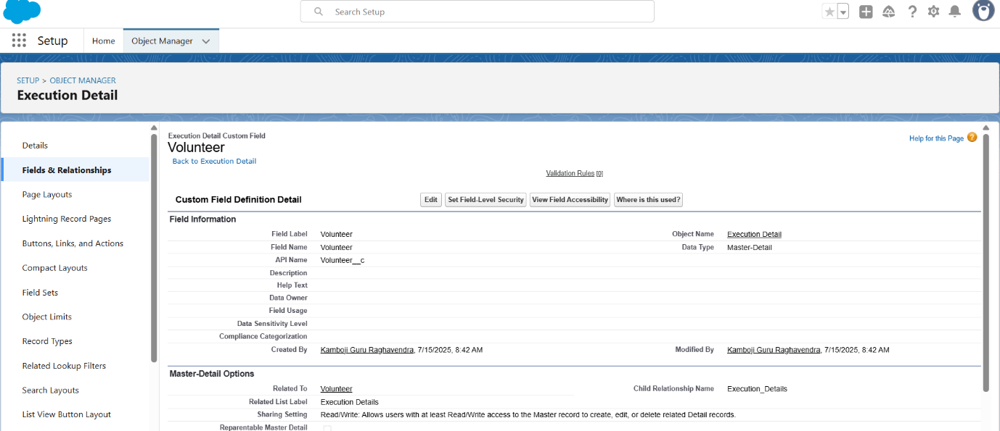 Search Setup
Setup Home Object Manager
SETUP > OBJECT MANAGER
Execution Detail
Details
Fields & Relationships
Page Layouts
Lightning Record Pages
Buttons, Links, and Actions
Compact Layouts
Field Sets
Object Limits
Record Types
Related Lookup Filters
Search Layouts
List View Button Layout
Execution Detail Custom Field
Volunteer
Back to Execution Detail
Help for this Page ?
Validation Rules [0]
Custom Field Definition Detail Edit Set Field-Level Security View Field Accessibility Where is this used?
Field Information
Field Label Volunteer Object Name Execution Detail
Field Name Volunteer Data Type Master-Detail
API Name Volunteer__c
Description
Help Text
Data Owner
Field Usage
Data Sensitivity Level
Compliance Categorization
Created By Kamboji Guru Raghavendra, 7/15/2025, 8:42 AM Modified By Kamboji Guru Raghavendra, 7/15/2025, 8:42 AM
Master-Detail Options
Related To Volunteer Child Relationship Name Execution_Details
Related List Label Execution Details
Sharing Setting Read/Write: Allows users with at least Read/Write access to the Master record to create, edit, or delete related Detail records.
Reparentable Master Detail